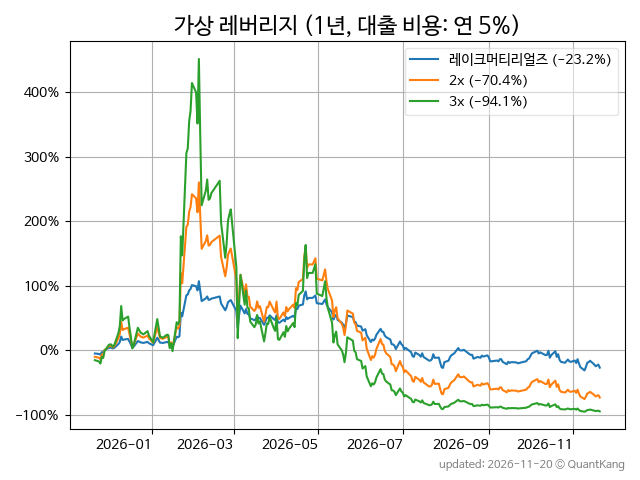 가상 레버리지 (1년, 대출 비용: 연 5%)
레이크머티리얼즈 (-23.2%)
2x (-70.4%)
3x (-94.1%)
400%
300%
200%
100%
0%
-100%
2026-01
2026-03
2026-05
2026-07
2026-09
2026-11
updated: 2026-11-20 © QuantKang